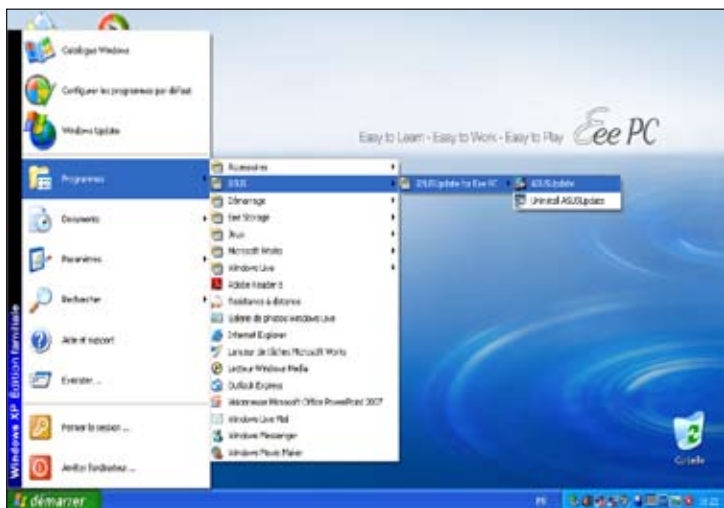 Catalogue Windows
Configurer les programmes par défaut
Windows Update
Programmes
Documents
Paramètres
Rechercher
Aide et support
Exécuter...
Fermer la session ...
Arrêter l'ordinateur ...
Windows XP Édition familiale
démarrer
Accessoires
ASUS
Démarrage
Eee Storage
Jeux
Microsoft Works
Windows Live
Adobe Reader 8
Assistance à distance
Galerie de photos Windows Live
Internet Explorer
Lanceur de tâches Microsoft Works
Lecteur Windows Media
Outlook Express
Visionneuse Microsoft Office PowerPoint 2007
Windows Live Mail
Windows Messenger
Windows Movie Maker
ASUSUpdate for Eee PC
ASUSUpdate
Uninstall ASUSUpdate
Easy to Learn - Easy to Work - Easy to Play
Eee PC
Corbeille
FR